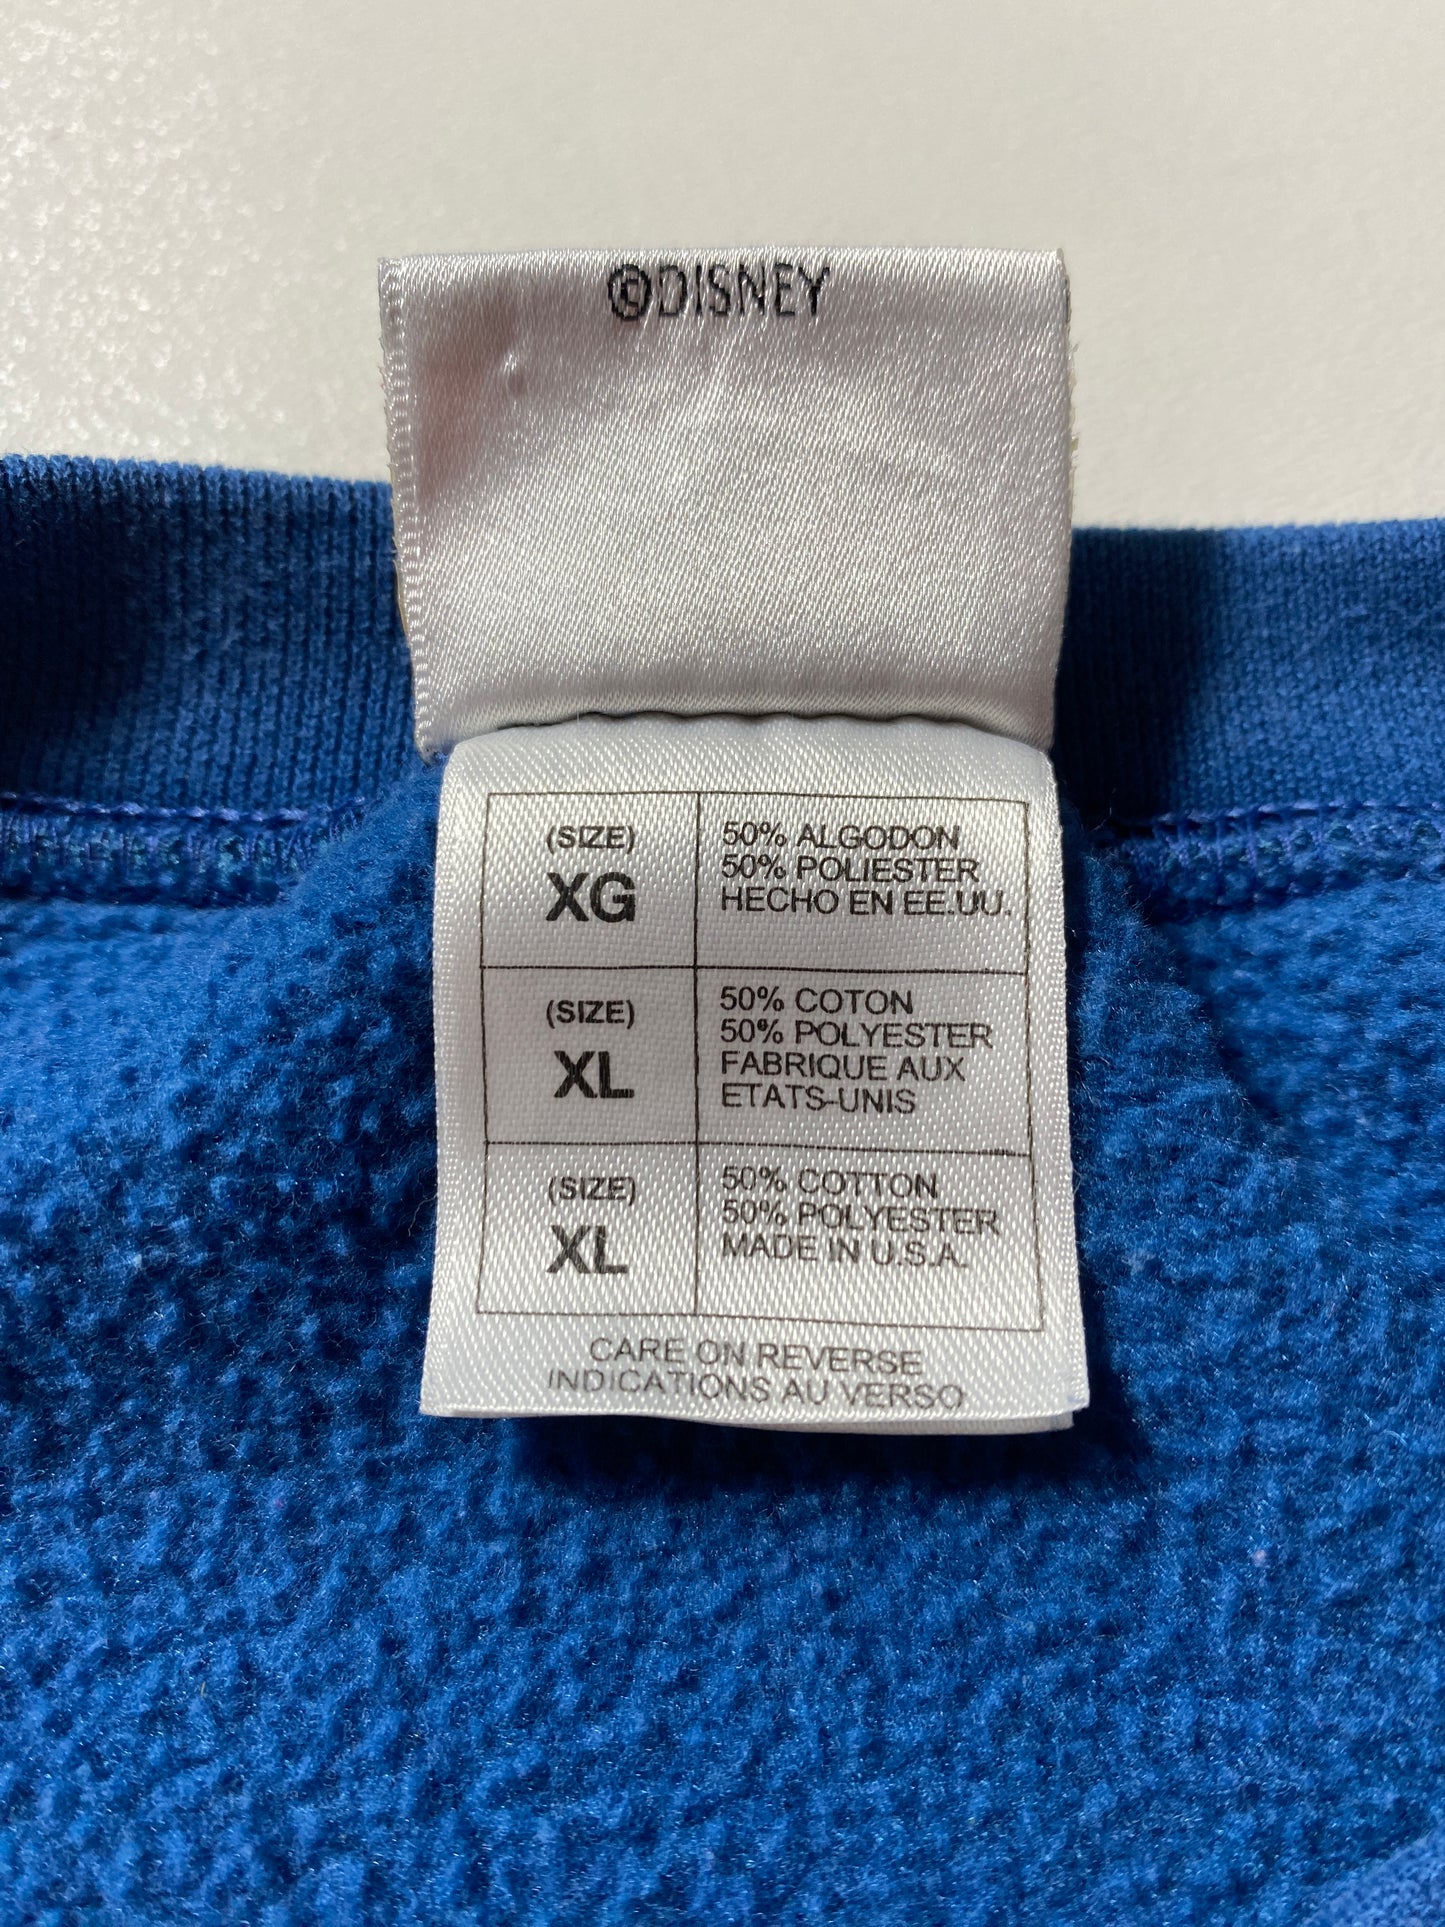 ©DISNEY
(SIZE)
XG
50% ALGODON
50% POLIESTER
HECHO EN EE.UU.
(SIZE)
XL
50% COTON
50% POLYESTER
FABRIQUE AUX
ETATS-UNIS
(SIZE)
XL
50% COTTON
50% POLYESTER
MADE IN U.S.A.
CARE ON REVERSE
INDICATIONS AU VERSO